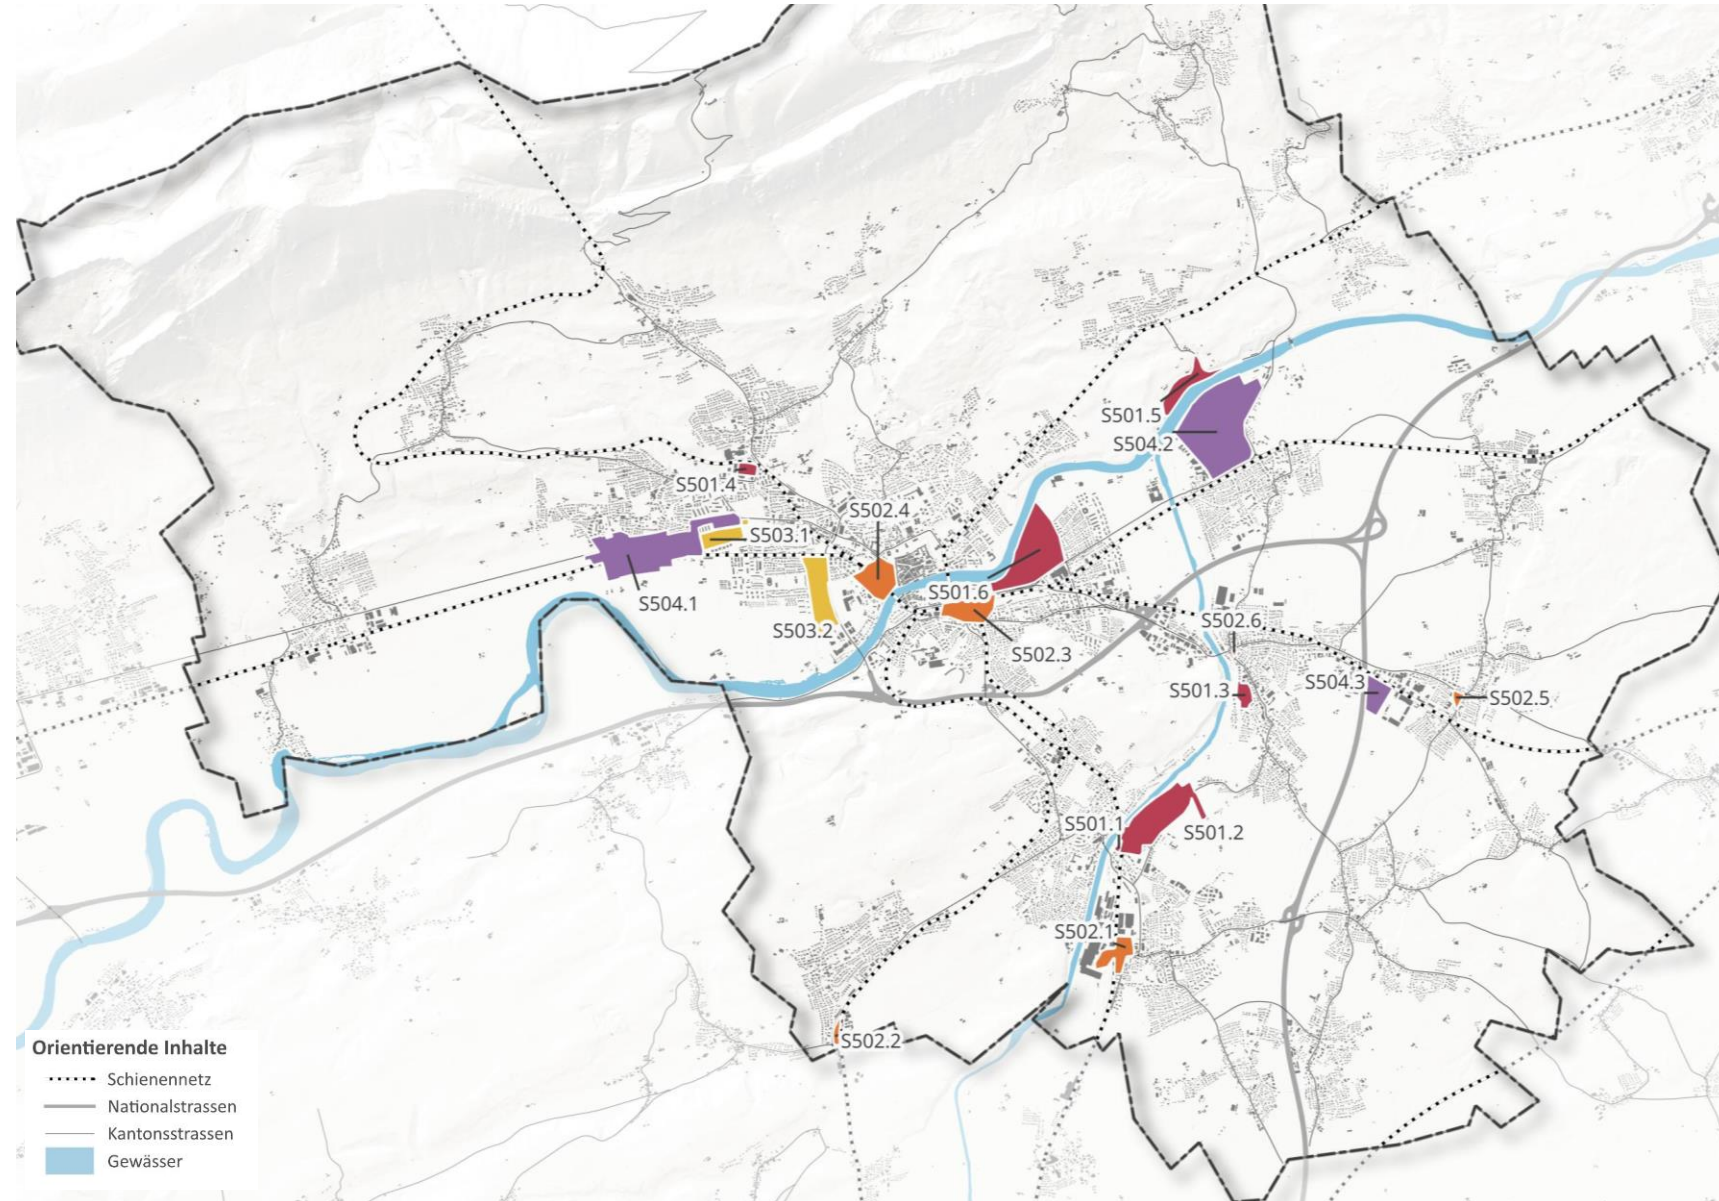 S501.5
S504.2
S501.4
S502.4
S503.1
S501.6
S504.1
S503.2
S502.3
S502.6
S501.3
S504.3
S502.5
S501.1
S501.2
S502.1
S502.2
Orientierende Inhalte
Schienennetz
Nationalstrassen
Kantonsstrassen
Gewässer